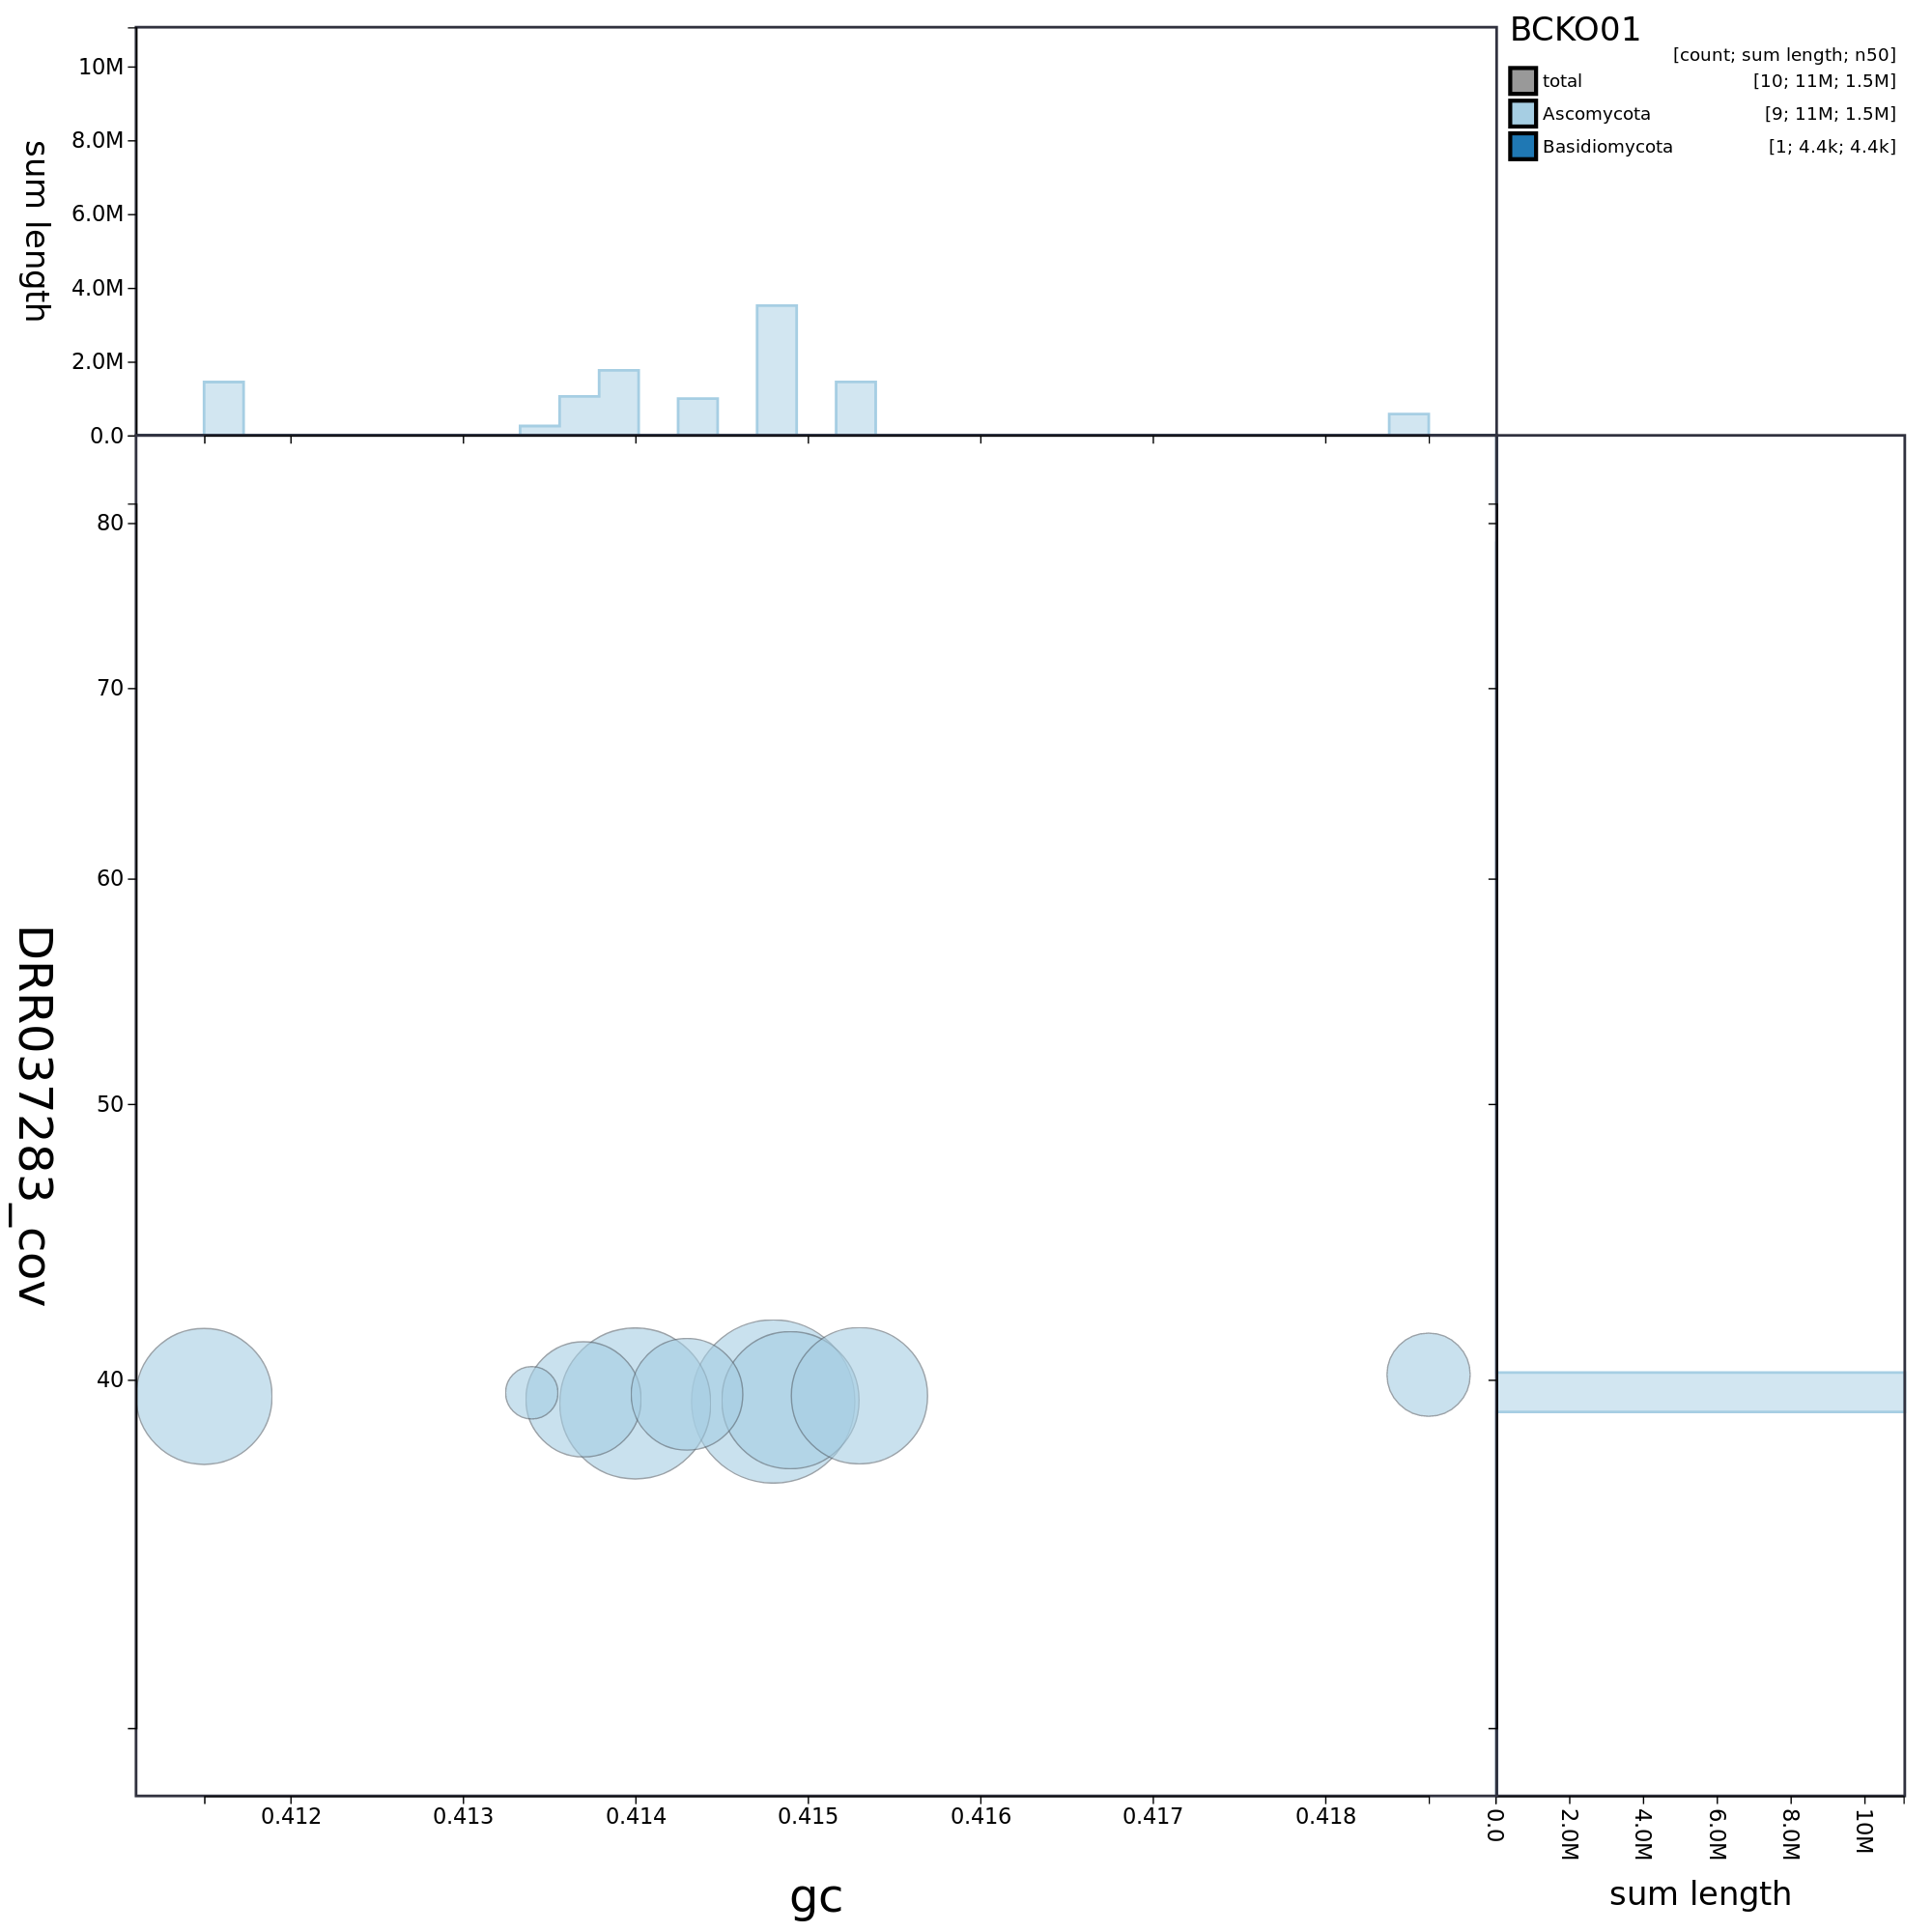 BCKO01
[count; sum length; n50]
total [10; 11M; 1.5M]
Ascomycota [9; 11M; 1.5M]
Basidiomycota [1; 4.4k; 4.4k]
sum length
10M
8.0M
6.0M
4.0M
2.0M
0.0
DRR037283_cov
80
70
60
50
40
0.412 0.413 0.414 0.415 0.416 0.417 0.418
gc
0.0 2.0M 4.0M 6.0M 8.0M 10M
sum length